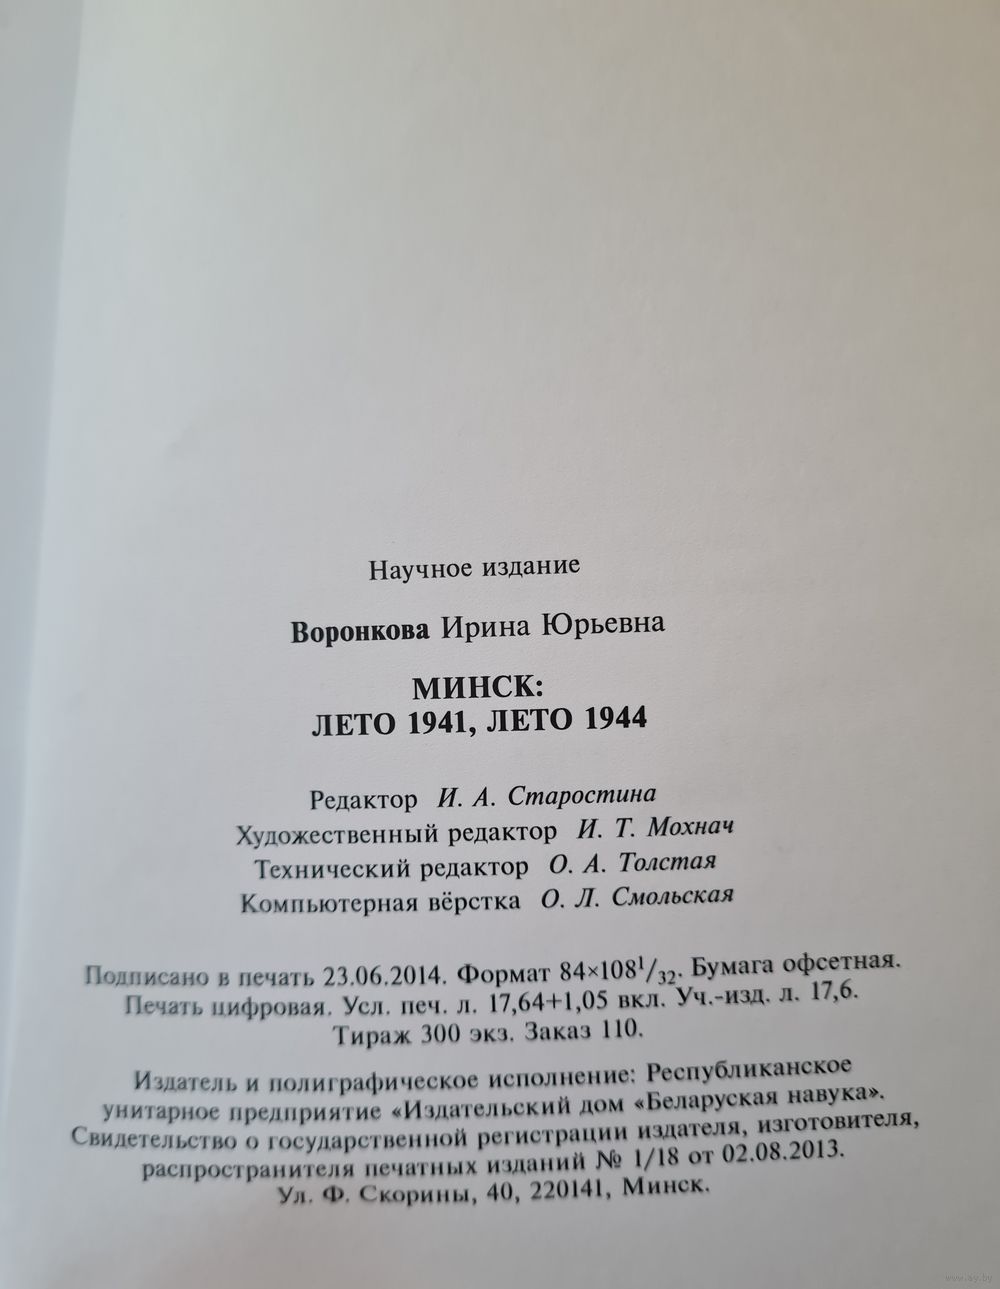 Научное издание
Воронкова Ирина Юрьевна
МИНСК:
ЛЕТО 1941, ЛЕТО 1944
Редактор И. А. Старостина
Художественный редактор И. Т. Мохнач
Технический редактор О. А. Толстая
Компьютерная вёрстка О. Л. Смольская
Подписано в печать 23.06.2014. Формат 84×108¹/₃₂. Бумага офсетная.
Печать цифровая. Усл. печ. л. 17,64+1,05 вкл. Уч.-изд. л. 17,6.
Тираж 300 экз. Заказ 110.
Издатель и полиграфическое исполнение: Республиканское
унитарное предприятие «Издательский дом «Беларуская навука».
Свидетельство о государственной регистрации издателя, изготовителя,
распространителя печатных изданий № 1/18 от 02.08.2013.
Ул. Ф. Скорины, 40, 220141, Минск.
www.ay.by